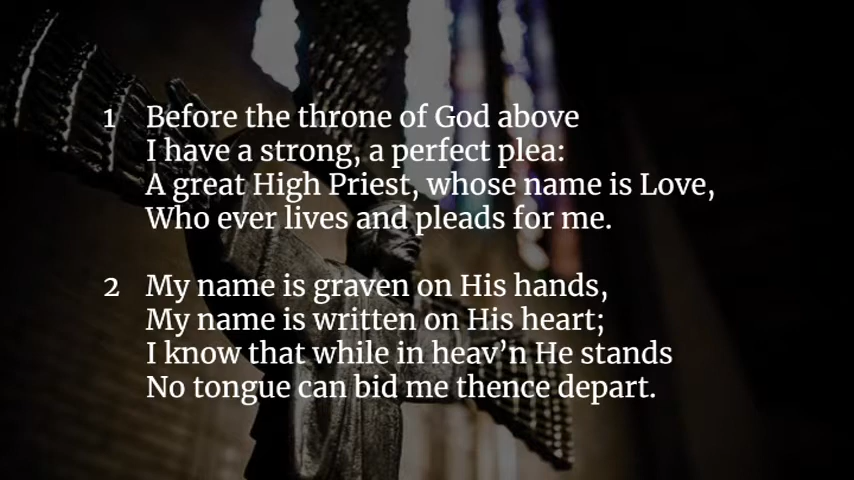 1 Before the throne of God above
I have a strong, a perfect plea:
A great High Priest, whose name is Love,
Who ever lives and pleads for me.
2 My name is graven on His hands,
My name is written on His heart;
I know that while in heav’n He stands
No tongue can bid me thence depart.